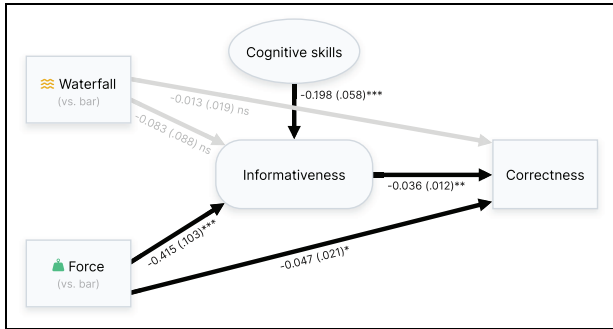 Cognitive skills
Waterfall
(vs. bar)
-0.198 (.058)***
-0.013 (.019) ns
-0.083 (.088) ns
Informativeness
Correctness
-0.036 (.012)**
-0.415 (.103)***
-0.047 (.021)*
Force
(vs. bar)